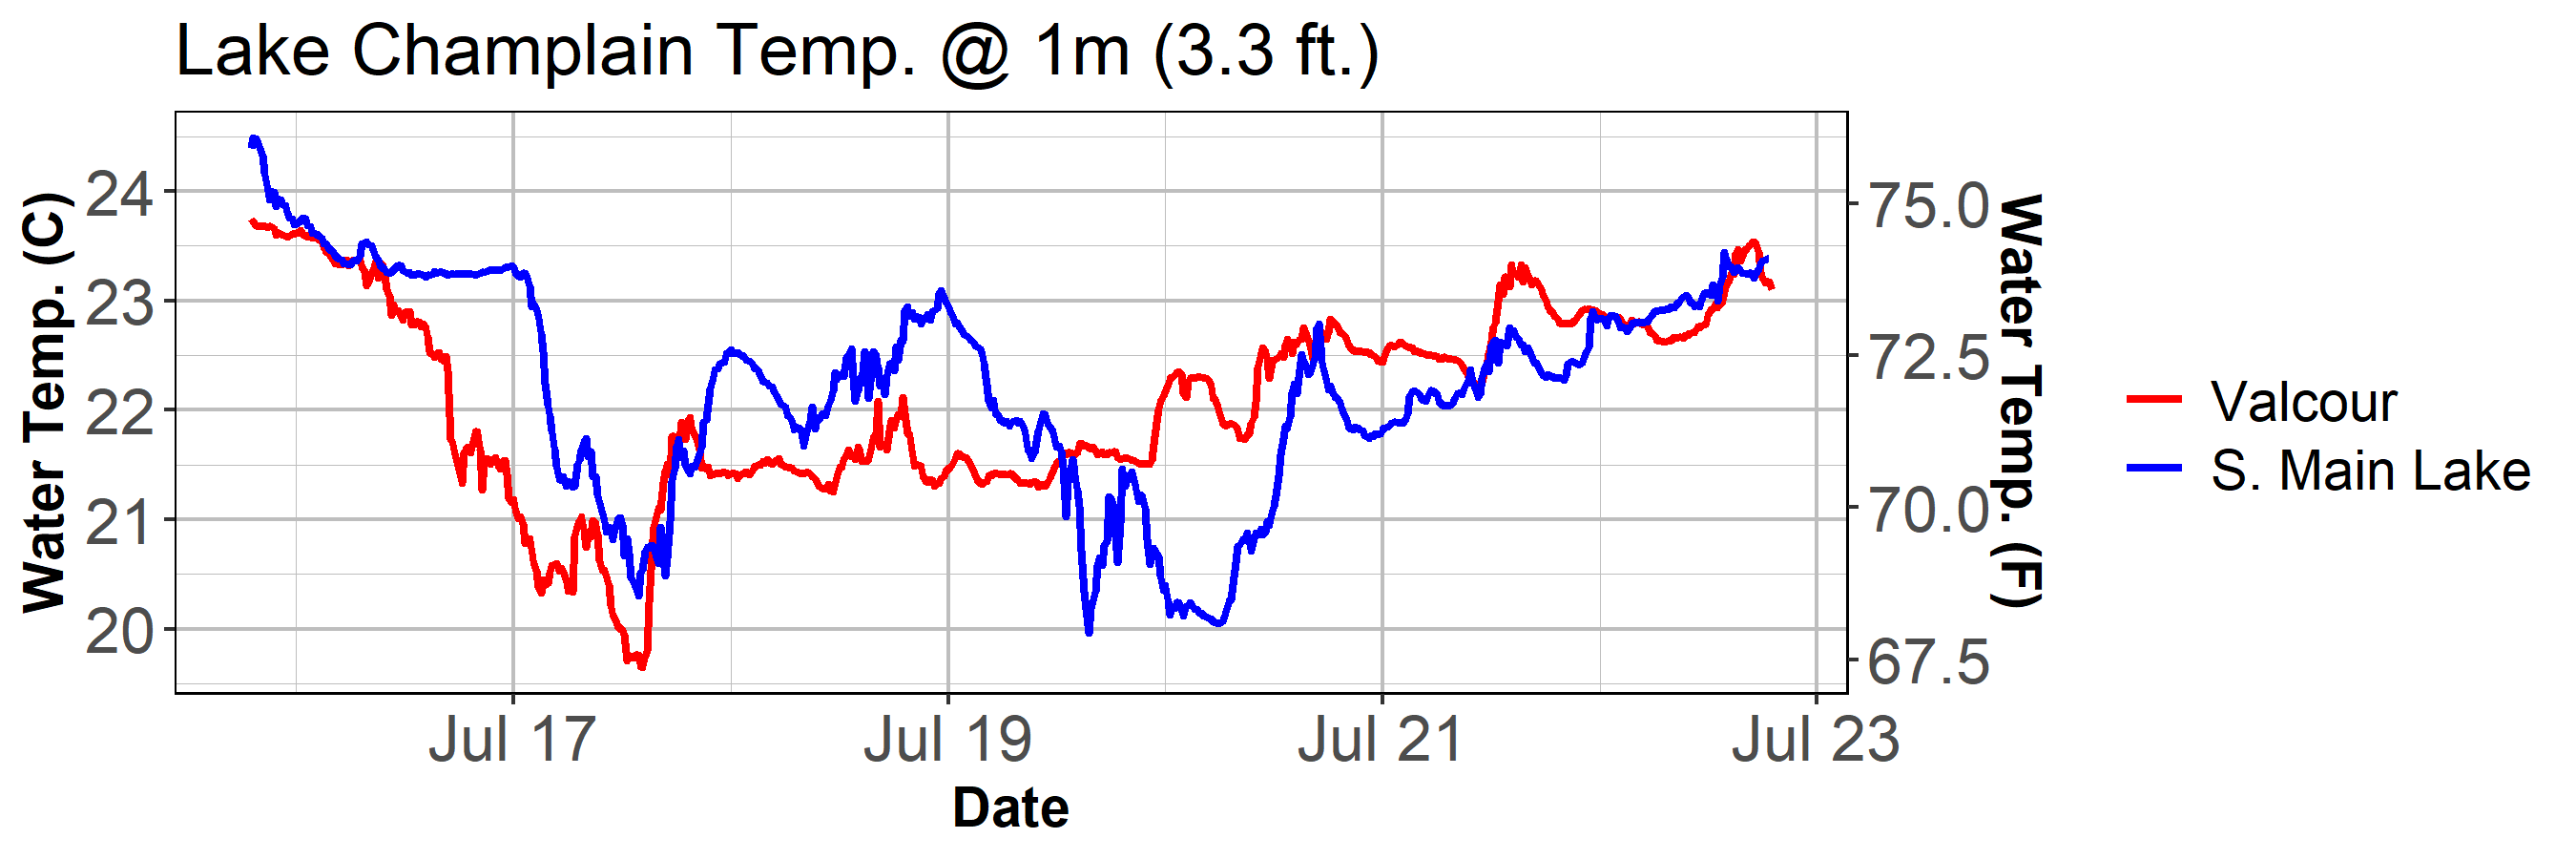 Lake Champlain Temp. @ 1m (3.3 ft.)
Water Temp. (C)
24
23
22
21
20
75.0
72.5
70.0
67.5
Water Temp. (F)
Jul 17
Jul 19
Jul 21
Jul 23
Date
Valcour
S. Main Lake